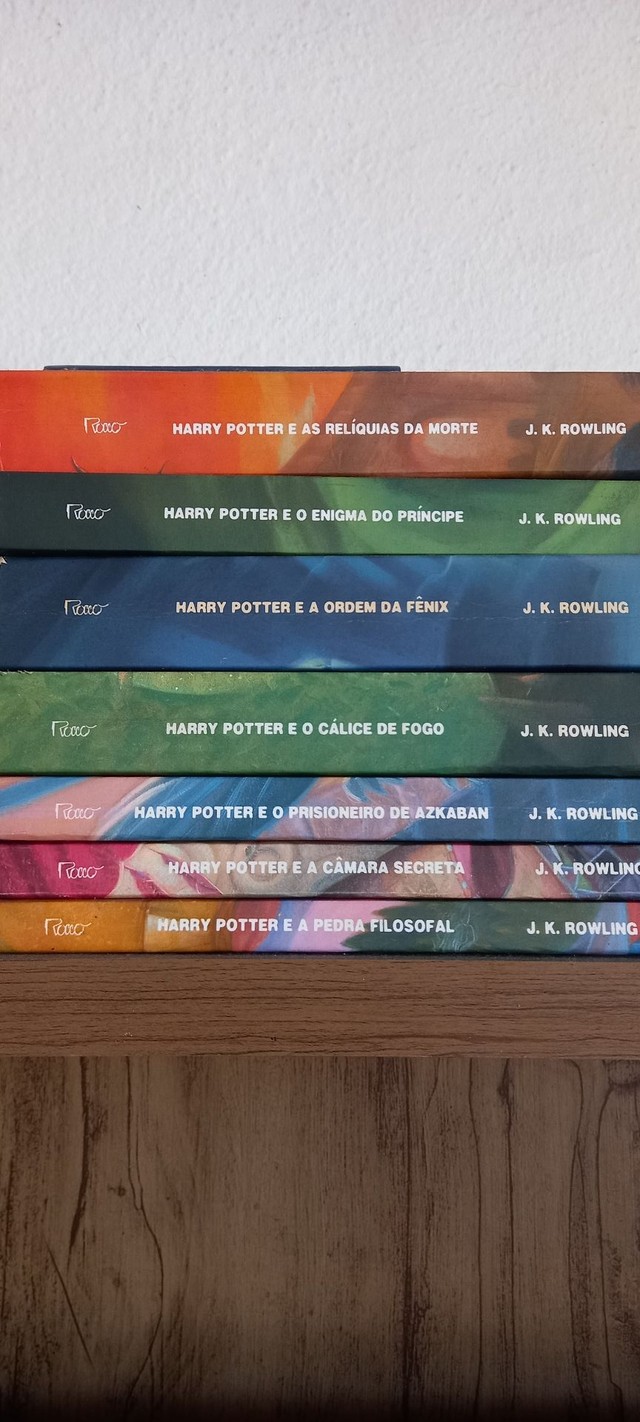 Rocco HARRY POTTER E AS RELÍQUIAS DA MORTE J. K. ROWLING
Rocco HARRY POTTER E O ENIGMA DO PRÍNCIPE J. K. ROWLING
Rocco HARRY POTTER E A ORDEM DA FÊNIX J. K. ROWLING
Rocco HARRY POTTER E O CÁLICE DE FOGO J. K. ROWLING
Rocco HARRY POTTER E O PRISIONEIRO DE AZKABAN J. K. ROWLING
Rocco HARRY POTTER E A CÂMARA SECRETA J. K. ROWLING
Rocco HARRY POTTER E A PEDRA FILOSOFAL J. K. ROWLING